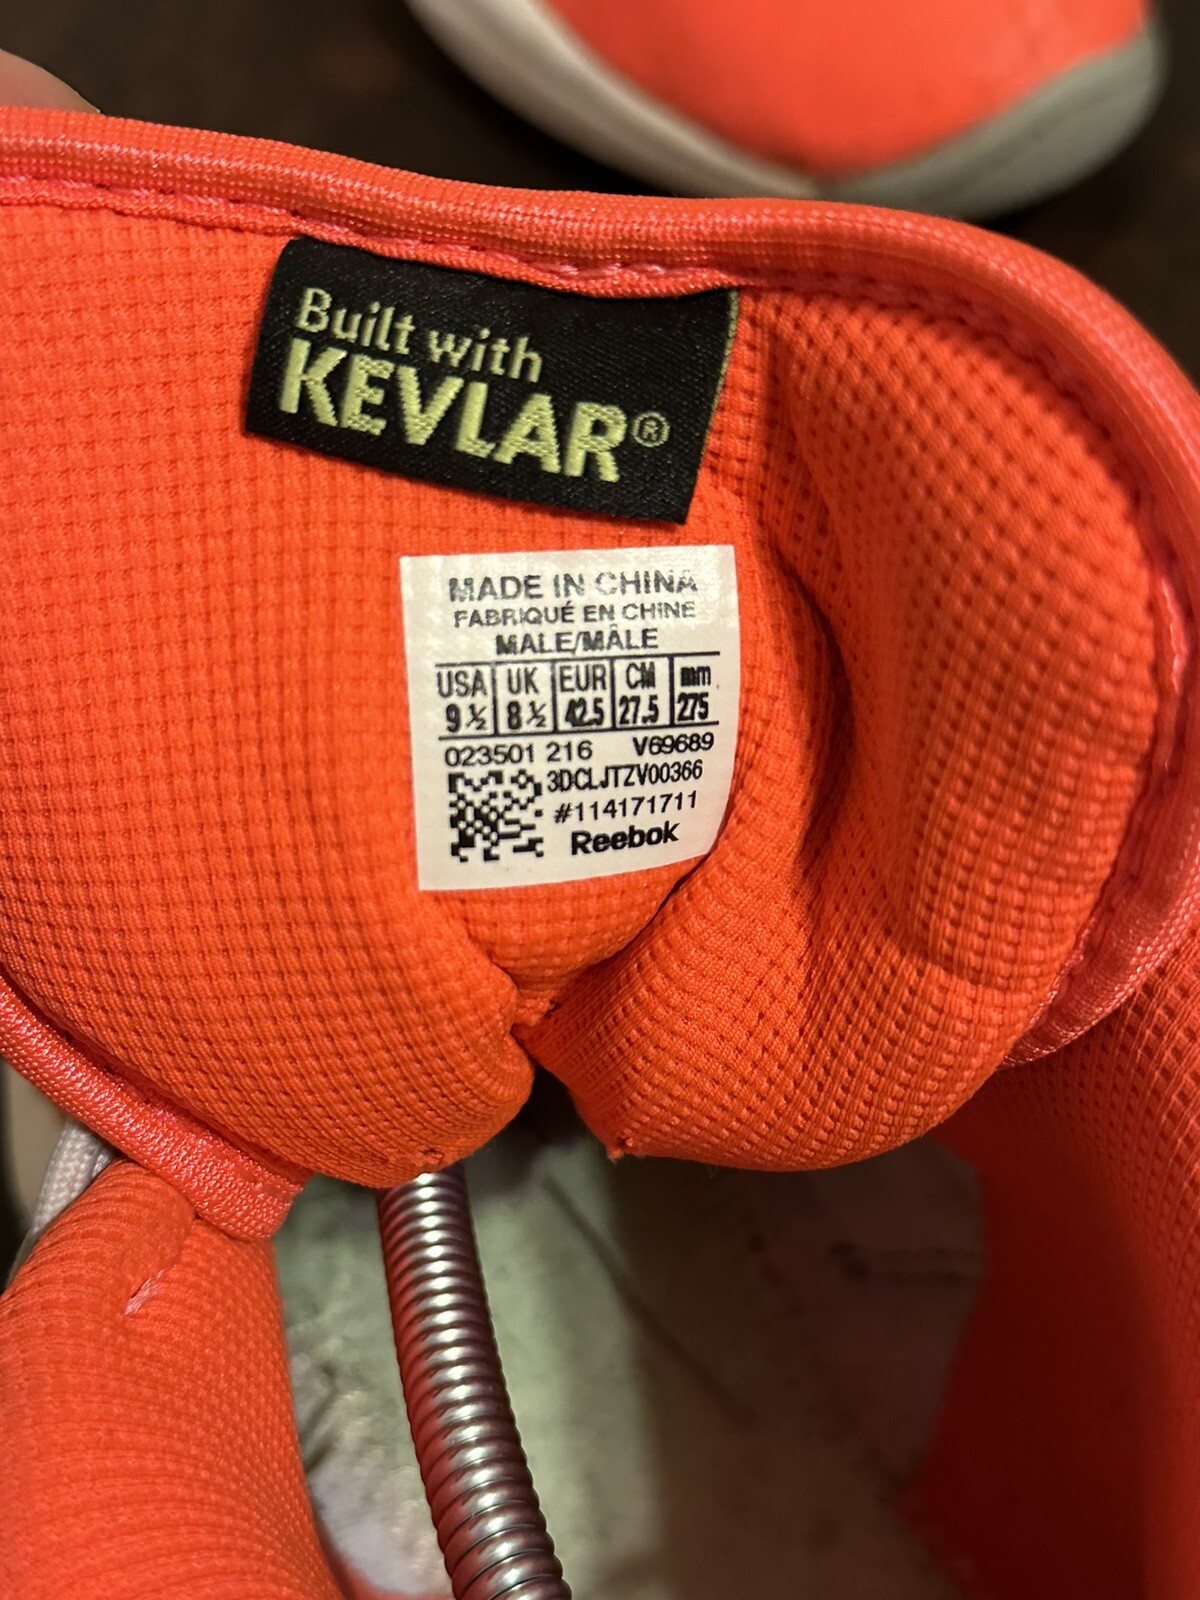 Built with
KEVLAR®
MADE IN CHINA
FABRIQUÉ EN CHINE
MALE/MÂLE
USA UK EUR CM mm
9 ½ 8 ½ 42.5 27.5 275
023501 216 V69689
3DCLJTZV00366
#114171711
Reebok